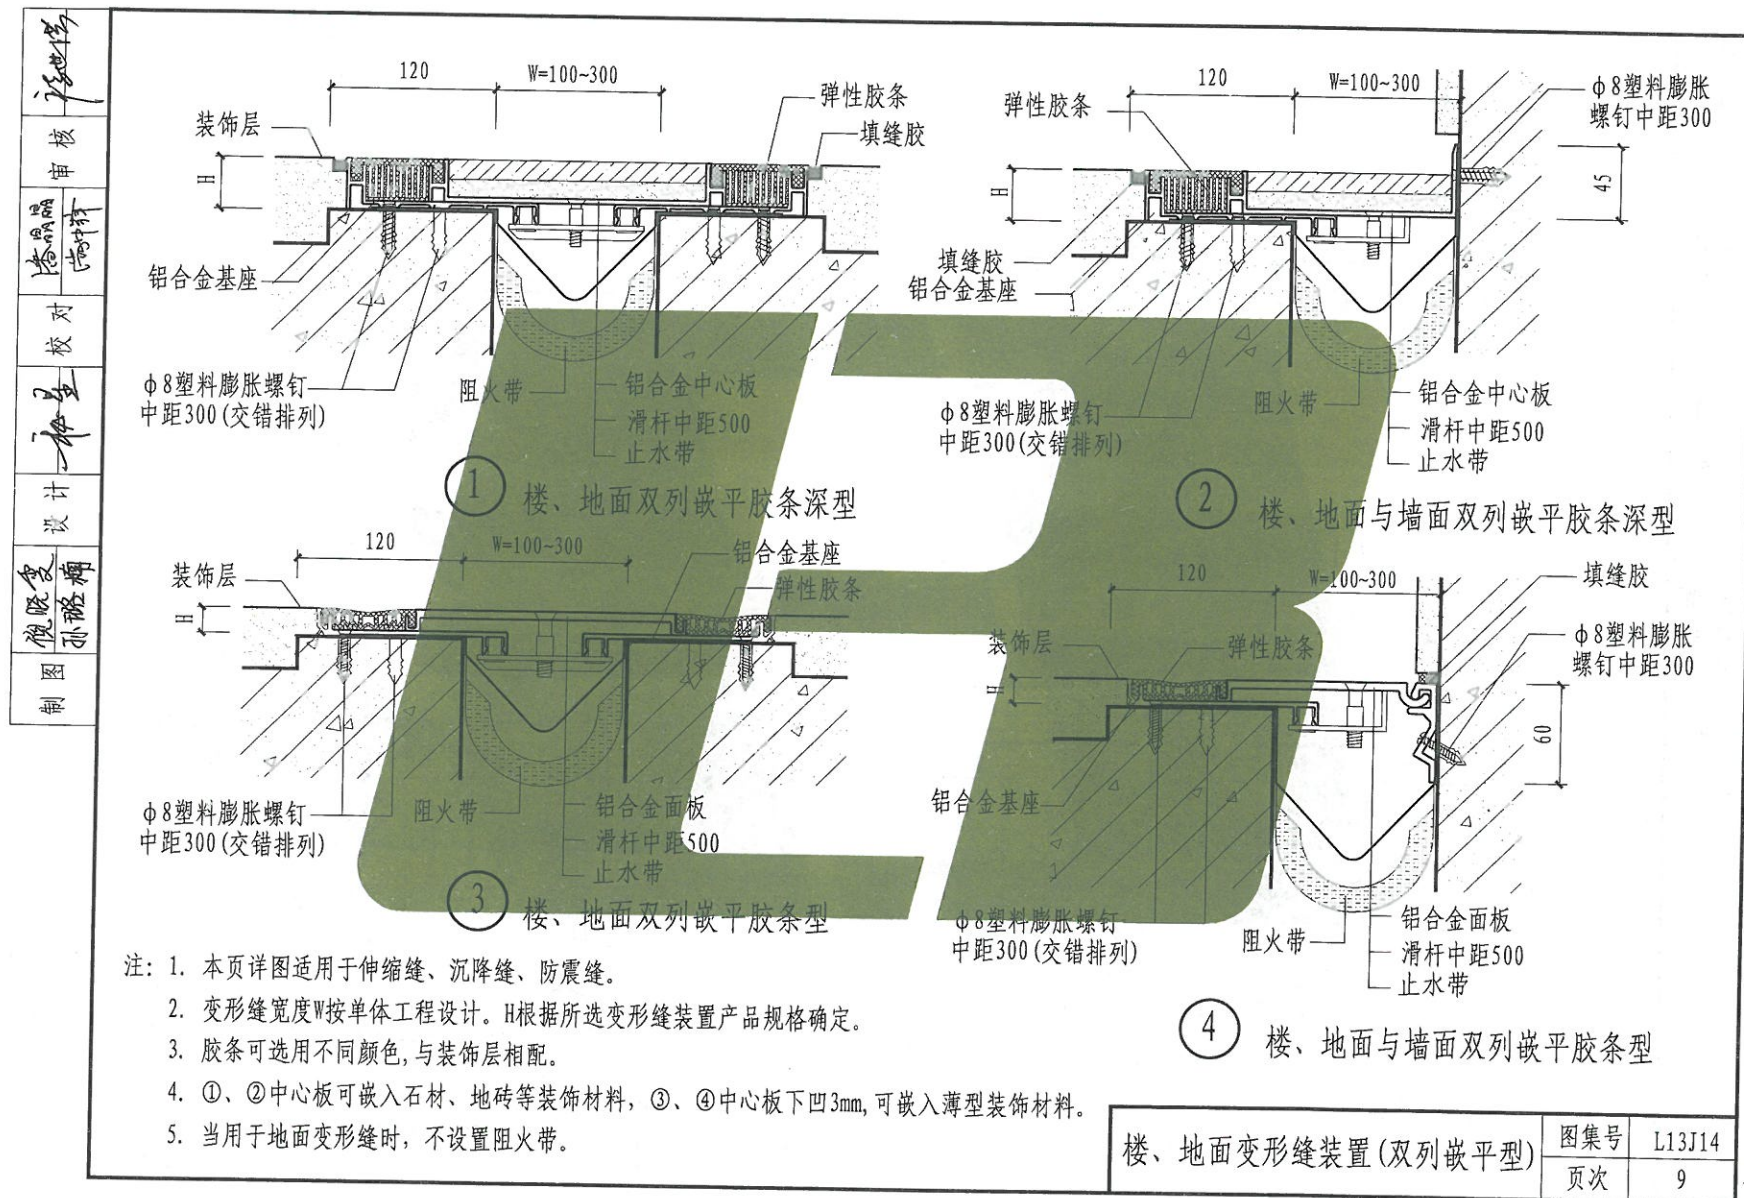 审核
校对
设计
制图
120
W=100~300
弹性胶条
填缝胶
装饰层
H
铝合金基座
φ8塑料膨胀螺钉
中距300(交错排列)
阻火带
铝合金中心板
滑杆中距500
止水带
1 楼、地面双列嵌平胶条深型
120
W=100~300
弹性胶条
φ8塑料膨胀
螺钉中距300
H
45
填缝胶
铝合金基座
φ8塑料膨胀螺钉
中距300(交错排列)
阻火带
铝合金中心板
滑杆中距500
止水带
2 楼、地面与墙面双列嵌平胶条深型
120
W=100~300
铝合金基座
装饰层
弹性胶条
H
φ8塑料膨胀螺钉
中距300(交错排列)
阻火带
铝合金面板
滑杆中距500
止水带
3 楼、地面双列嵌平胶条型
120
W=100~300
填缝胶
装饰层
弹性胶条
φ8塑料膨胀
螺钉中距300
H
60
铝合金基座
φ8塑料膨胀螺钉
中距300(交错排列)
阻火带
铝合金面板
滑杆中距500
止水带
4 楼、地面与墙面双列嵌平胶条型
注: 1. 本页详图适用于伸缩缝、沉降缝、防震缝。
2. 变形缝宽度W按单体工程设计。H根据所选变形缝装置产品规格确定。
3. 胶条可选用不同颜色,与装饰层相配。
4. ①、②中心板可嵌入石材、地砖等装饰材料, ③、④中心板下凹3mm,可嵌入薄型装饰材料。
5. 当用于地面变形缝时, 不设置阻火带。
楼、地面变形缝装置(双列嵌平型)
图集号 L13J14
页次 9